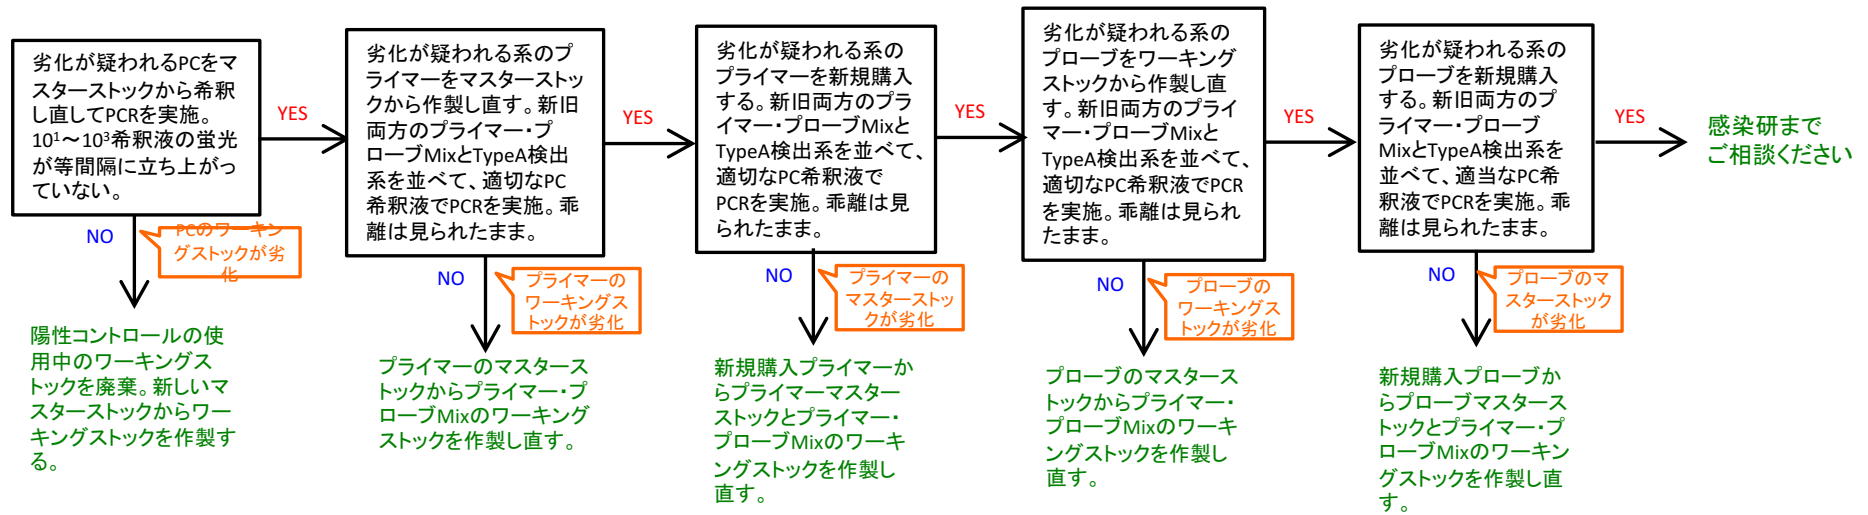 劣化が疑われるPCをマ
スターストックから希釈
し直してPCRを実施。
10¹～10³希釈液の蛍光
が等間隔に立ち上がっ
ていない。
YES
NO
PCのワーキン
グストックが劣
化
陽性コントロールの使
用中のワーキングス
トックを廃棄。新しいマ
スターストックからワー
キングストックを作製す
る。
劣化が疑われる系のプ
ライマーをマスターストッ
クから作製し直す。新旧
両方のプライマー・プ
ローブMixとTypeA検出
系を並べて、適切なPC
希釈液でPCRを実施。乖
離は見られたまま。
YES
NO
プライマーの
ワーキングス
トックが劣化
プライマーのマスタース
トックからプライマー・プ
ローブMixのワーキング
ストックを作製し直す。
劣化が疑われる系の
プライマーを新規購入
する。新旧両方のプラ
イマー・プローブMixと
TypeA検出系を並べて、
適切なPC希釈液で
PCRを実施。乖離は見
られたまま。
YES
NO
プライマーの
マスターストッ
クが劣化
新規購入プライマーか
らプライマーマスター
ストックとプライマー・
プローブMixのワーキ
ングストックを作製し
直す。
劣化が疑われる系の
プローブをワーキング
ストックから作製し直
す。新旧両方のプライ
マー・プローブMixと
TypeA検出系を並べて、
適切なPC希釈液でPCR
を実施。乖離は見られ
たまま。
YES
NO
プローブの
ワーキングス
トックが劣化
プローブのマスタース
トックからプライマー・
プローブMixのワーキ
ングストックを作製し
直す。
劣化が疑われる系の
プローブを新規購入
する。新旧両方のプ
ライマー・プローブ
MixとTypeA検出系を
並べて、適当なPC希
釈液でPCRを実施。乖
離は見られたまま。
YES
NO
プローブのマ
スターストック
が劣化
新規購入プローブか
らプローブマスタース
トックとプライマー・プ
ローブMixのワーキン
グストックを作製し直
す。
感染研まで
ご相談ください